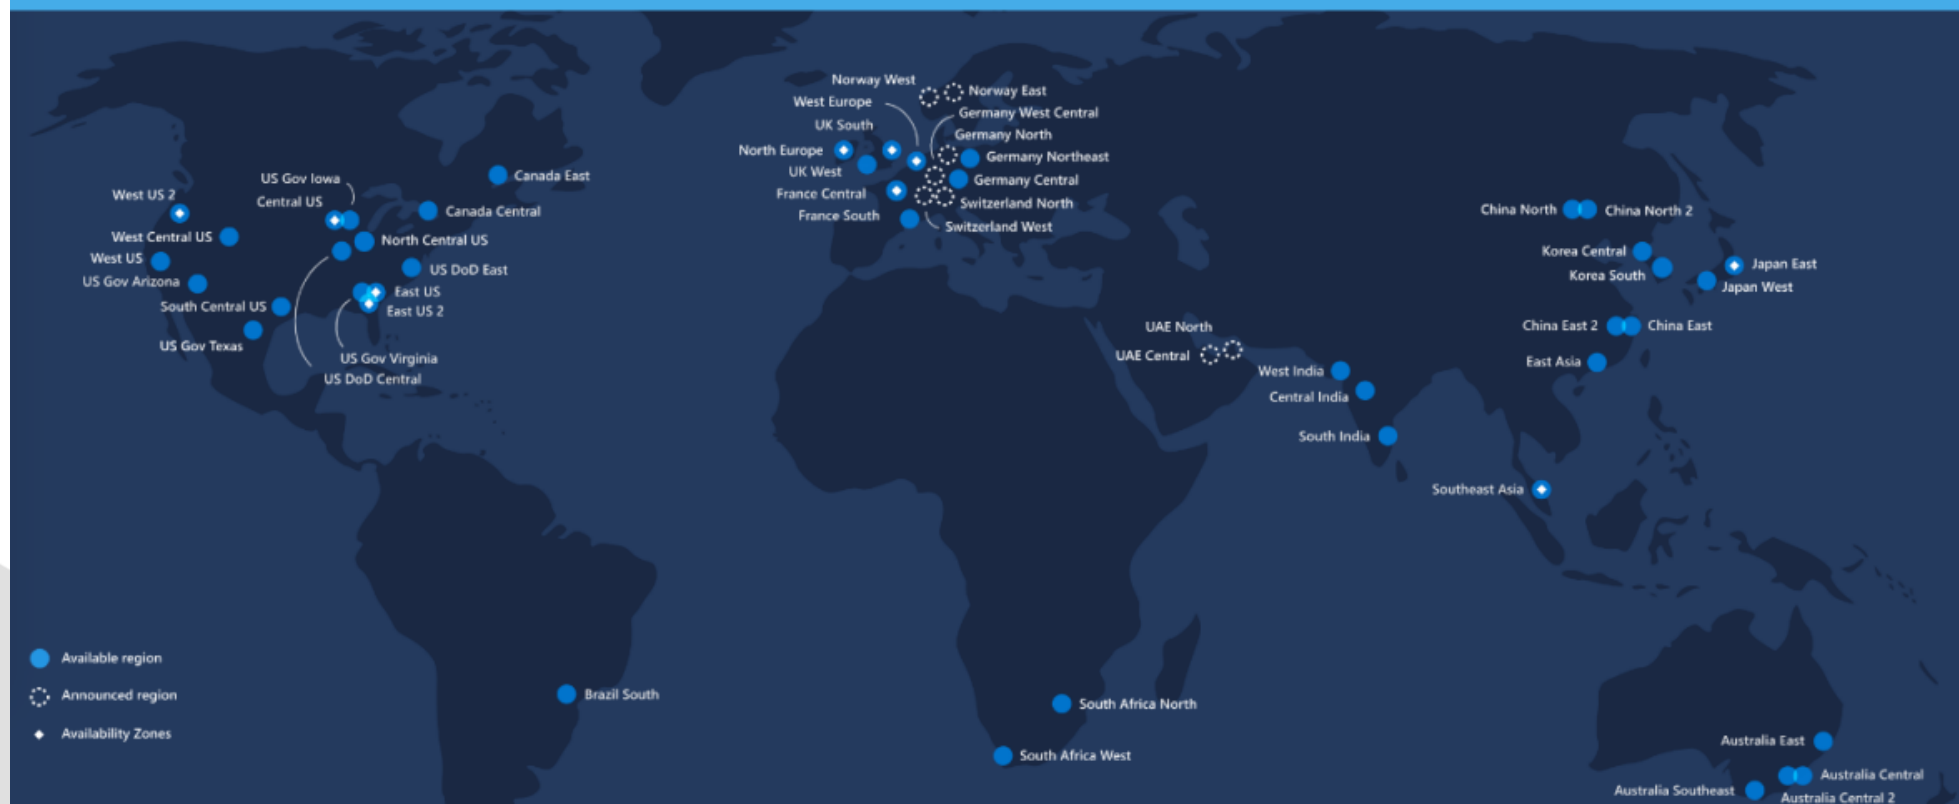 Norway West
Norway East
West Europe
Germany West Central
UK South
Germany North
North Europe
Germany Northeast
UK West
Germany Central
France Central
Switzerland North
France South
Switzerland West
US Gov Iowa
Canada East
West US 2
Central US
Canada Central
West Central US
North Central US
West US
US DoD East
US Gov Arizona
East US
South Central US
East US 2
US Gov Texas
US Gov Virginia
US DoD Central
China North
China North 2
Korea Central
Japan East
Korea South
Japan West
UAE North
China East 2
China East
UAE Central
East Asia
West India
Central India
South India
Southeast Asia
Available region
Announced region
Brazil South
South Africa North
Availability Zones
South Africa West
Australia East
Australia Central
Australia Southeast
Australia Central 2